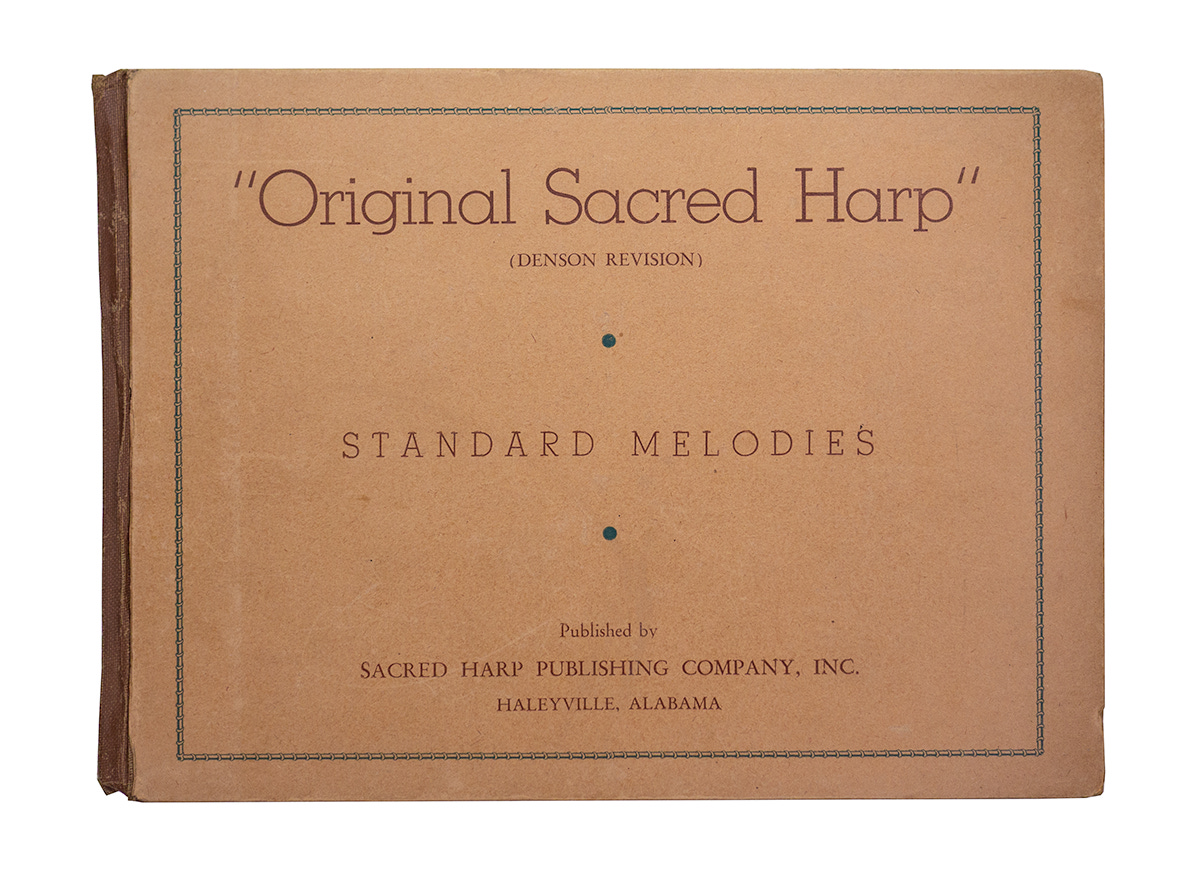 "Original Sacred Harp"
(DENSON REVISION)
STANDARD MELODIES
Published by
SACRED HARP PUBLISHING COMPANY, INC.
HALEYVILLE, ALABAMA